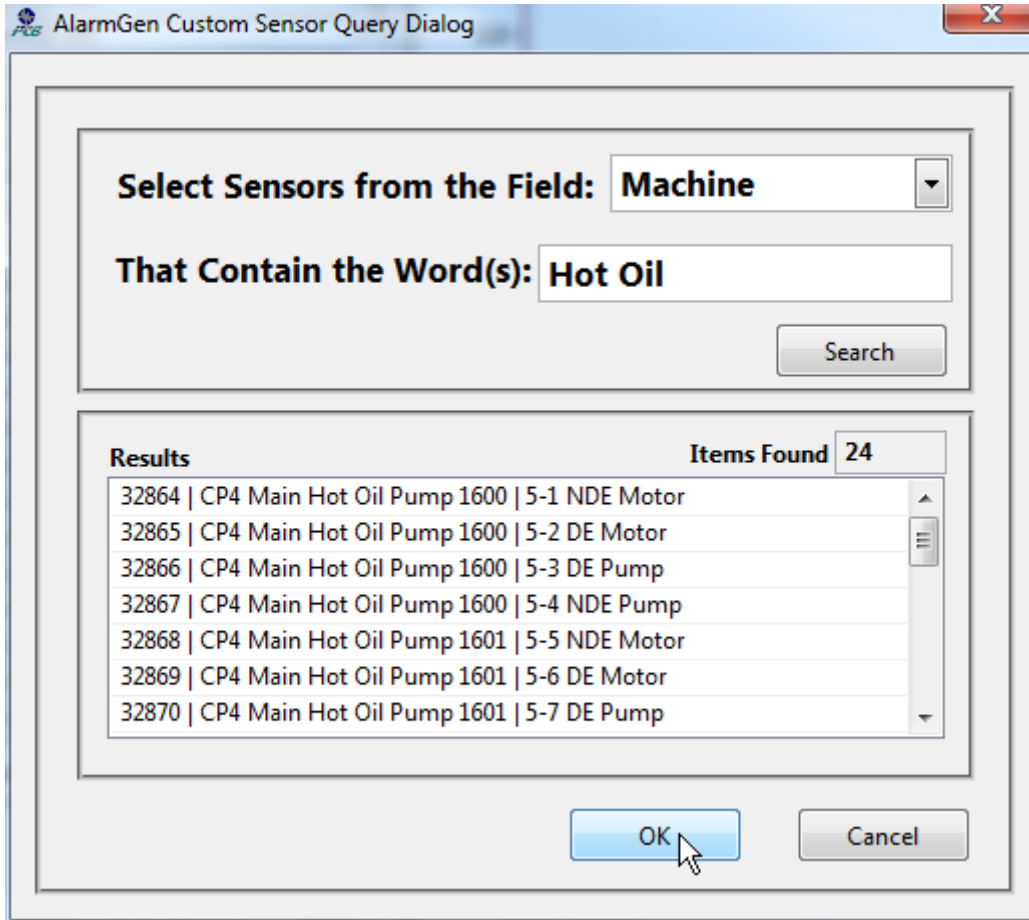 AlarmGen Custom Sensor Query Dialog
Select Sensors from the Field: Machine
That Contain the Word(s): Hot Oil
Search
Results Items Found 24
32864 | CP4 Main Hot Oil Pump 1600 | 5-1 NDE Motor
32865 | CP4 Main Hot Oil Pump 1600 | 5-2 DE Motor
32866 | CP4 Main Hot Oil Pump 1600 | 5-3 DE Pump
32867 | CP4 Main Hot Oil Pump 1600 | 5-4 NDE Pump
32868 | CP4 Main Hot Oil Pump 1601 | 5-5 NDE Motor
32869 | CP4 Main Hot Oil Pump 1601 | 5-6 DE Motor
32870 | CP4 Main Hot Oil Pump 1601 | 5-7 DE Pump
OK Cancel